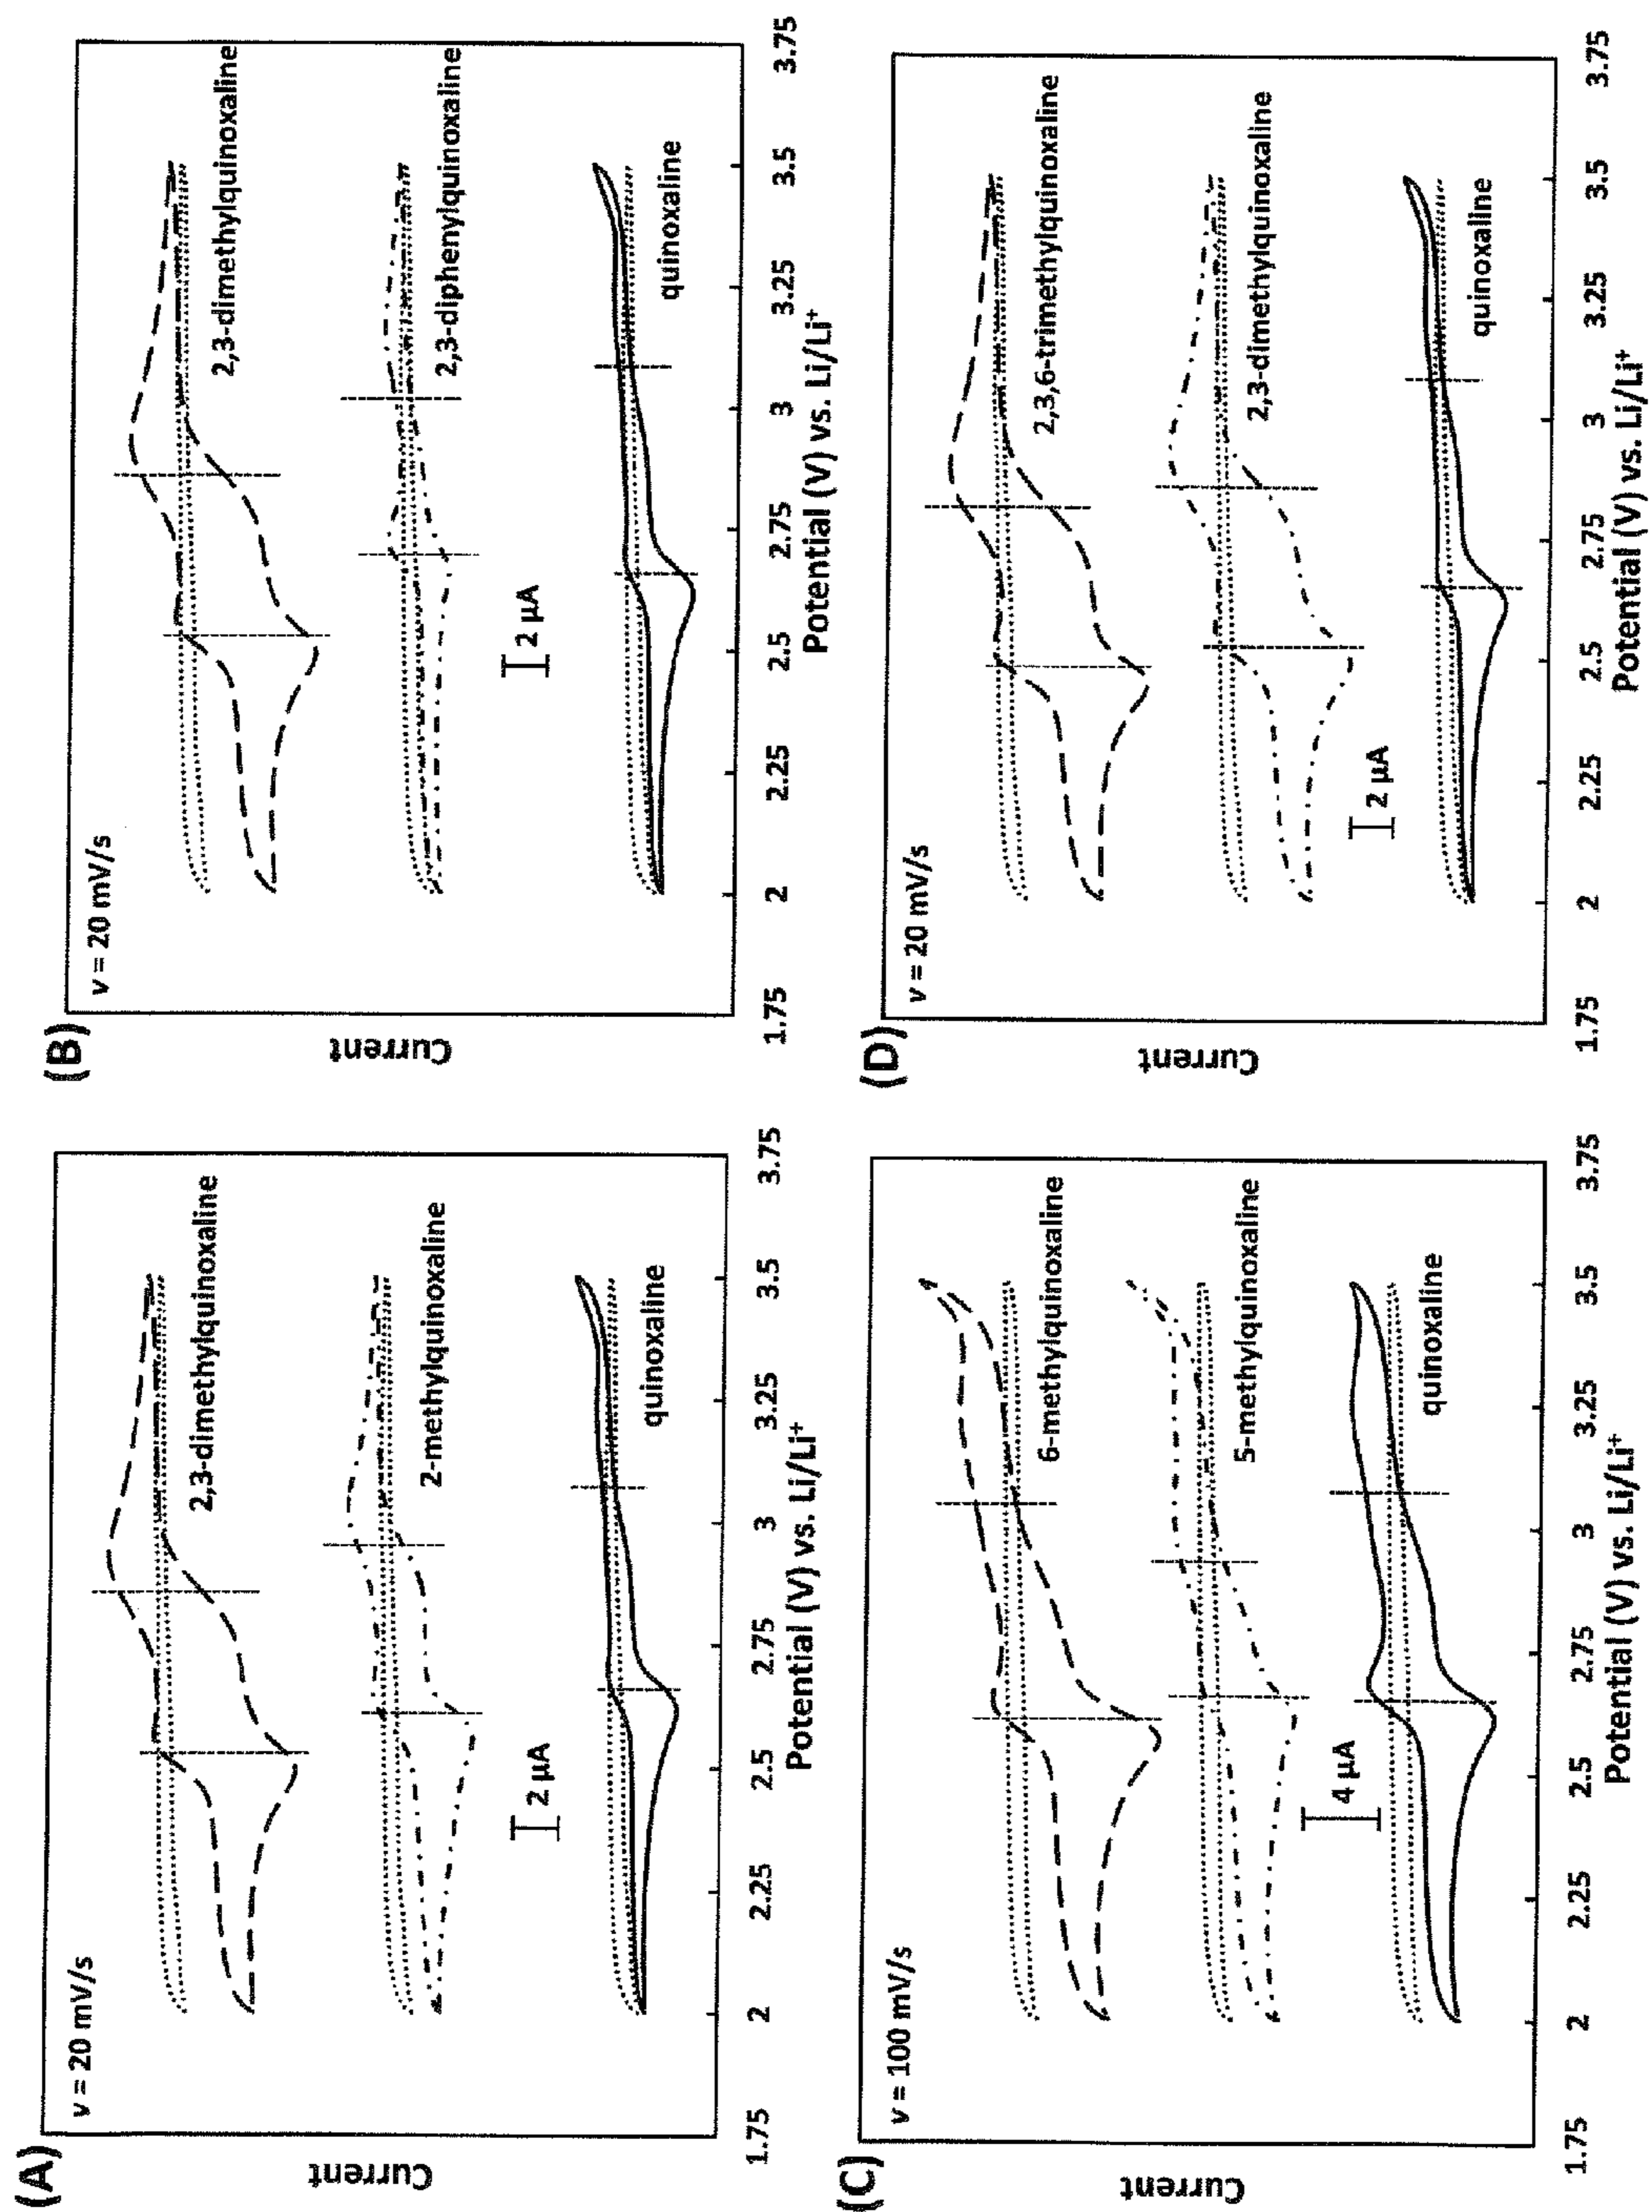 (A)
v = 20 mV/s
2,3-dimethylquinoxaline
2-methylquinoxaline
2 µA
quinoxaline
Current
1.75 2 2.25 2.5 2.75 3 3.25 3.5 3.75
Potential (V) vs. Li/Li⁺
(B)
v = 20 mV/s
2,3-dimethylquinoxaline
2,3-diphenylquinoxaline
2 µA
quinoxaline
Current
1.75 2 2.25 2.5 2.75 3 3.25 3.5 3.75
Potential (V) vs. Li/Li⁺
(C)
v = 100 mV/s
6-methylquinoxaline
5-methylquinoxaline
4 µA
quinoxaline
Current
1.75 2 2.25 2.5 2.75 3 3.25 3.5 3.75
Potential (V) vs. Li/Li⁺
(D)
v = 20 mV/s
2,3,6-trimethylquinoxaline
2,3-dimethylquinoxaline
2 µA
quinoxaline
Current
1.75 2 2.25 2.5 2.75 3 3.25 3.5 3.75
Potential (V) vs. Li/Li⁺